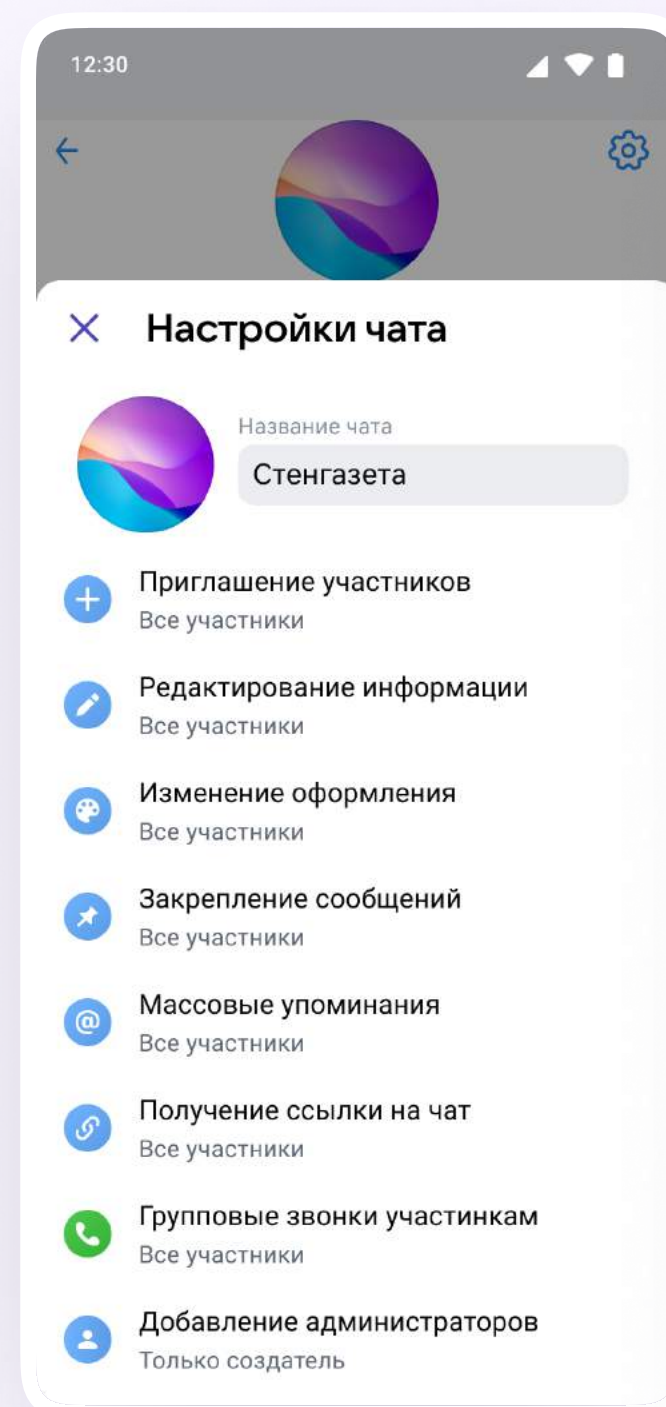 12:30
Настройки чата
Название чата
Стенгазета
Приглашение участников
Все участники
Редактирование информации
Все участники
Изменение оформления
Все участники
Закрепление сообщений
Все участники
Массовые упоминания
Все участники
Получение ссылки на чат
Все участники
Групповые звонки участинкам
Все участники
Добавление администраторов
Только создатель